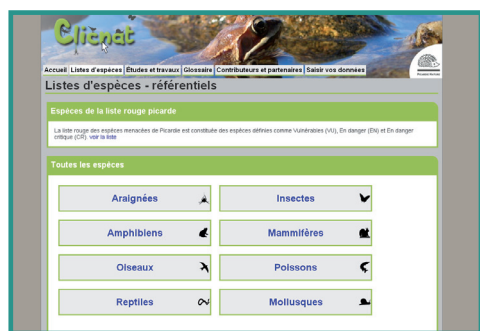 Clicnat
Accueil Listes d'espèces Études et travaux Glossaire Contributeurs et partenaires Saisir vos données
Listes d'espèces - référentiels
Espèces de la liste rouge picarde
La liste rouge des espèces menacées de Picardie est constituée des espèces définies comme Vulnérables (VU), En danger (EN) et En danger
critique (CR). voir la liste
Toutes les espèces
Araignées
Insectes
Amphibiens
Mammifères
Oiseaux
Poissons
Reptiles
Mollusques